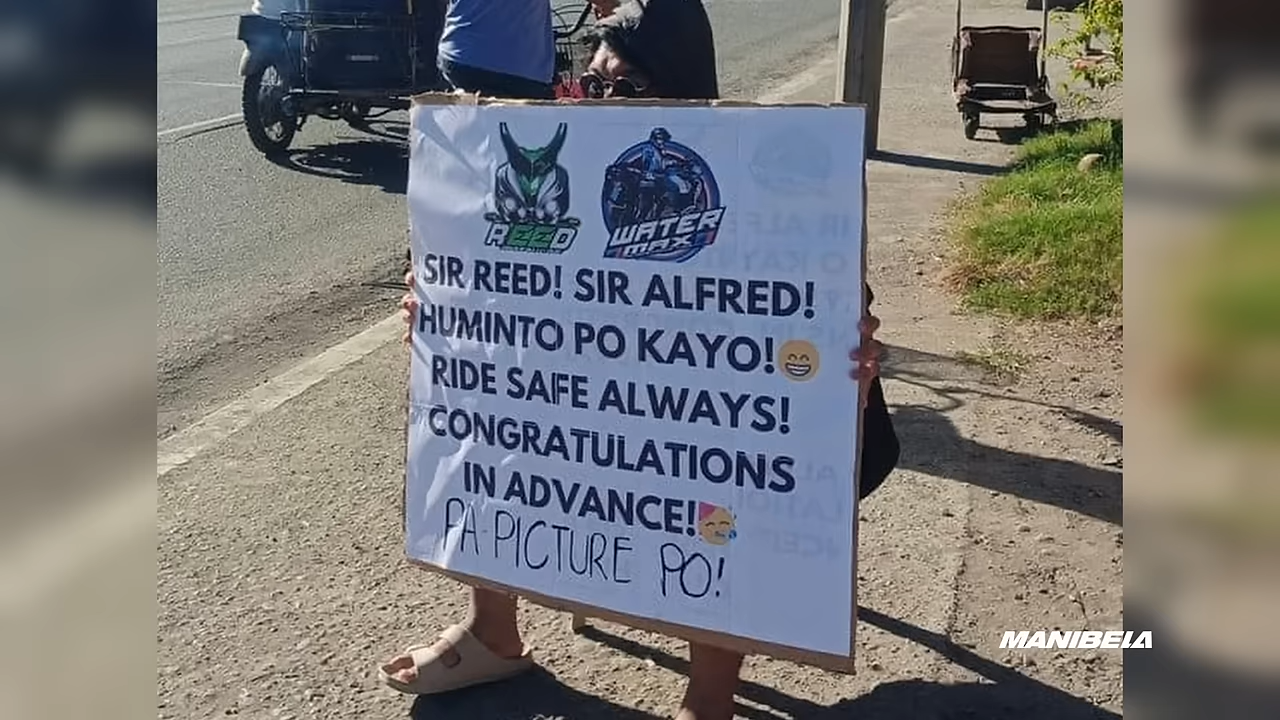 REED
WATER
MAX
SIR REED! SIR ALFRED!
HUMINTO PO KAYO!😁
RIDE SAFE ALWAYS!
CONGRATULATIONS
IN ADVANCE!🥳
PA-PICTURE PO!
MANIBELA